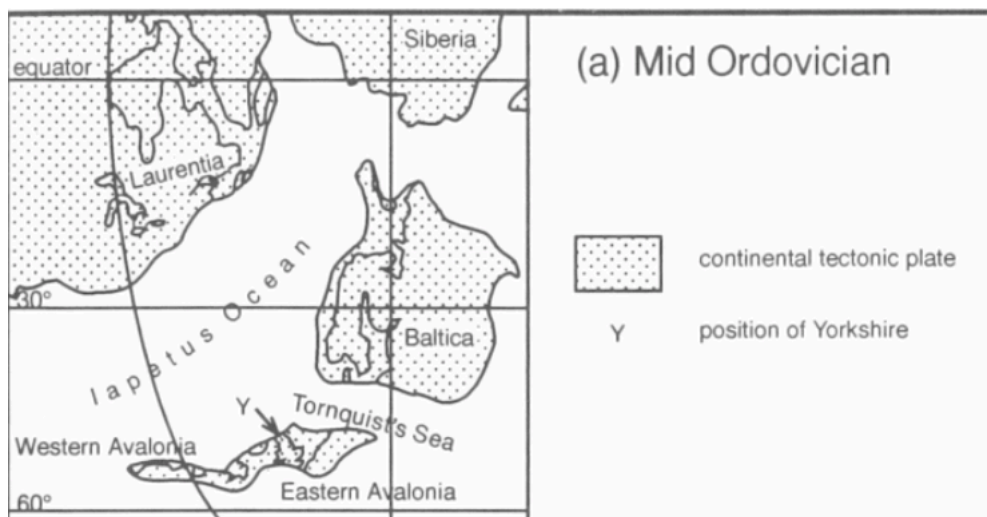 Siberia
(a) Mid Ordovician
equator
Laurentia
continental tectonic plate
30°
Iapetus Ocean
Baltica
Y position of Yorkshire
Y
Tornquist's Sea
Western Avalonia
Eastern Avalonia
60°